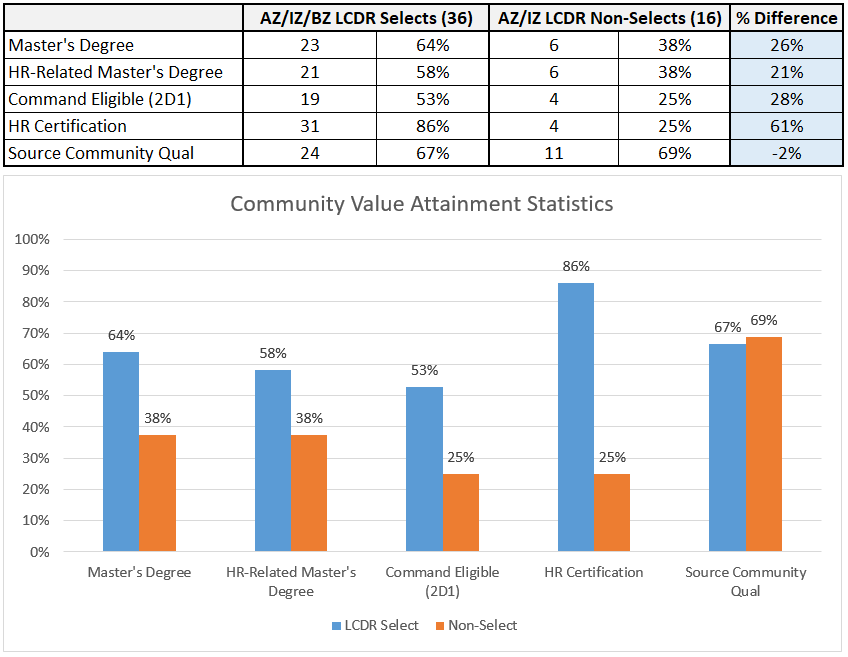 AZ/IZ/BZ LCDR Selects (36) AZ/IZ LCDR Non-Selects (16) % Difference
Master's Degree 23 64% 6 38% 26%
HR-Related Master's Degree 21 58% 6 38% 21%
Command Eligible (2D1) 19 53% 4 25% 28%
HR Certification 31 86% 4 25% 61%
Source Community Qual 24 67% 11 69% -2%
Community Value Attainment Statistics
100%
90%
80%
70%
60%
50%
40%
30%
20%
10%
0%
64% 38% 58% 38% 53% 25% 86% 25% 67% 69%
Master's Degree HR-Related Master's Command Eligible HR Certification Source Community
Degree (2D1) Qual
LCDR Select Non-Select